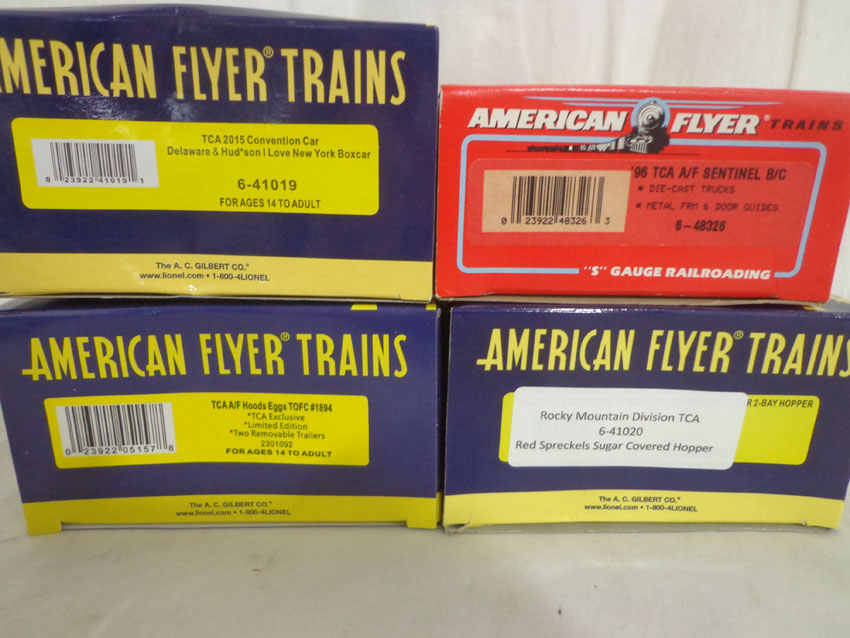 MERICAN FLYER® TRAINS
TCA 2015 Convention Car
Delaware & Hud*son I Love New York Boxcar
0 23922 41019 1
6-41019
FOR AGES 14 TO ADULT
The A. C. GILBERT CO.®
www.lionel.com • 1-800-4LIONEL
AMERICAN FLYER® TRAINS
'96 TCA A/F SENTINEL B/C
■ DIE-CAST TRUCKS
■ METAL FRM & DOOR GUIDES
0 23922 48326 3
6-48326
"S" GAUGE RAILROADING
AMERICAN FLYER® TRAINS
TCA A/F Hoods Eggs TOFC #1894
*TCA Exclusive
*Limited Edition
*Two Removable Trailers
2301092
0 23922 05157 8
FOR AGES 14 TO ADULT
The A. C. GILBERT CO.®
www.lionel.com • 1-800-4LIONEL
AMERICAN FLYER® TRAINS
R 2-BAY HOPPER
Rocky Mountain Division TCA
6-41020
Red Spreckels Sugar Covered Hopper
The A. C. GILBERT CO.®
www.lionel.com • 1-800-4LIONEL